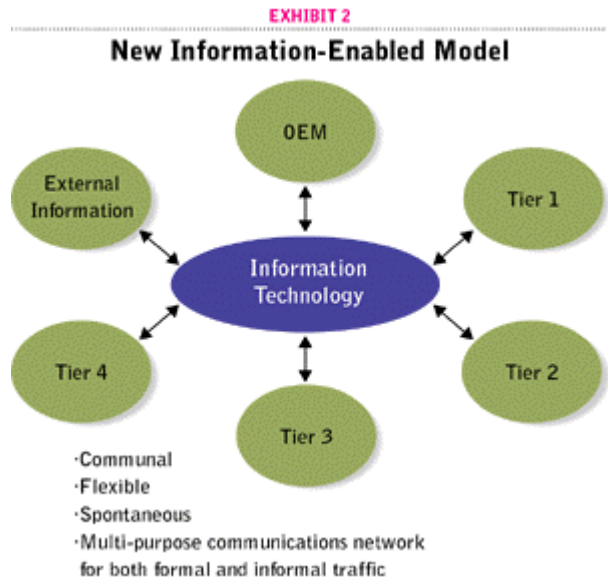 EXHIBIT 2
New Information-Enabled Model
OEM
External
Information
Tier 1
Information
Technology
Tier 4
Tier 2
Tier 3
·Communal
·Flexible
·Spontaneous
·Multi-purpose communications network
for both formal and informal traffic